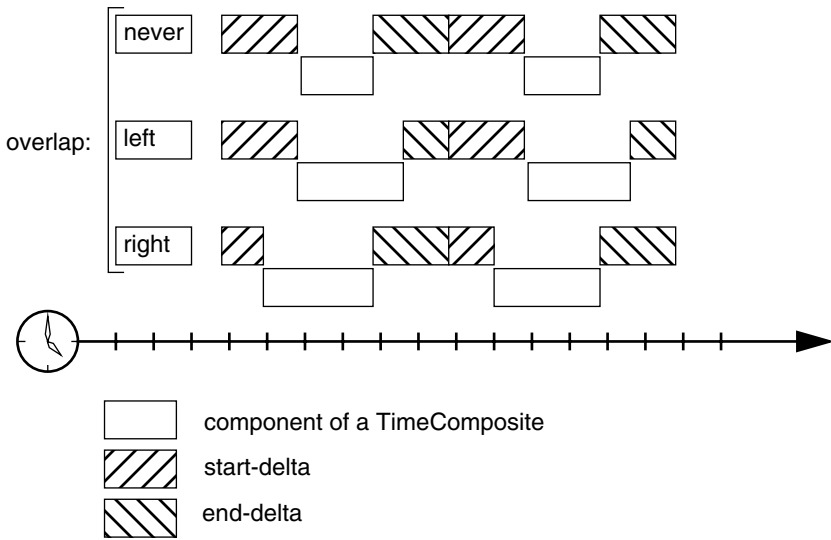 never
overlap:
left
right
component of a TimeComposite
start-delta
end-delta